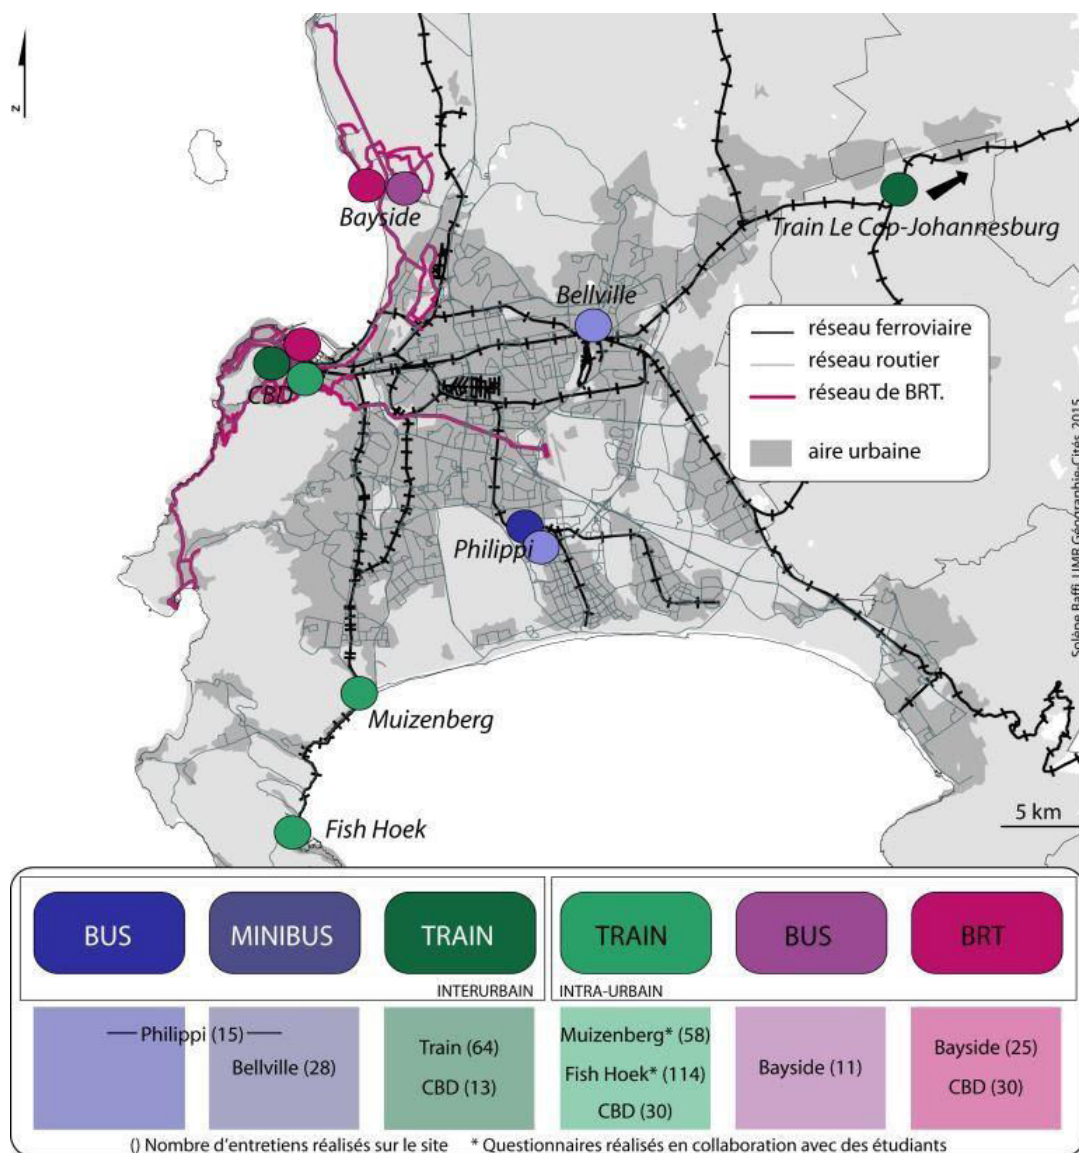 z
Bayside
Train Le Cap-Johannesburg
Bellville
réseau ferroviaire
réseau routier
réseau de BRT.
aire urbaine
CBD
Philippi
Muizenberg
Fish Hoek
5 km
Solène Baffi, UMR Géographie-Cités, 2015
BUS
MINIBUS
TRAIN
TRAIN
BUS
BRT
INTERURBAIN
INTRA-URBAIN
Philippi (15)
Bellville (28)
Train (64)
CBD (13)
Muizenberg* (58)
Fish Hoek* (114)
CBD (30)
Bayside (11)
Bayside (25)
CBD (30)
() Nombre d'entretiens réalisés sur le site * Questionnaires réalisés en collaboration avec des étudiants